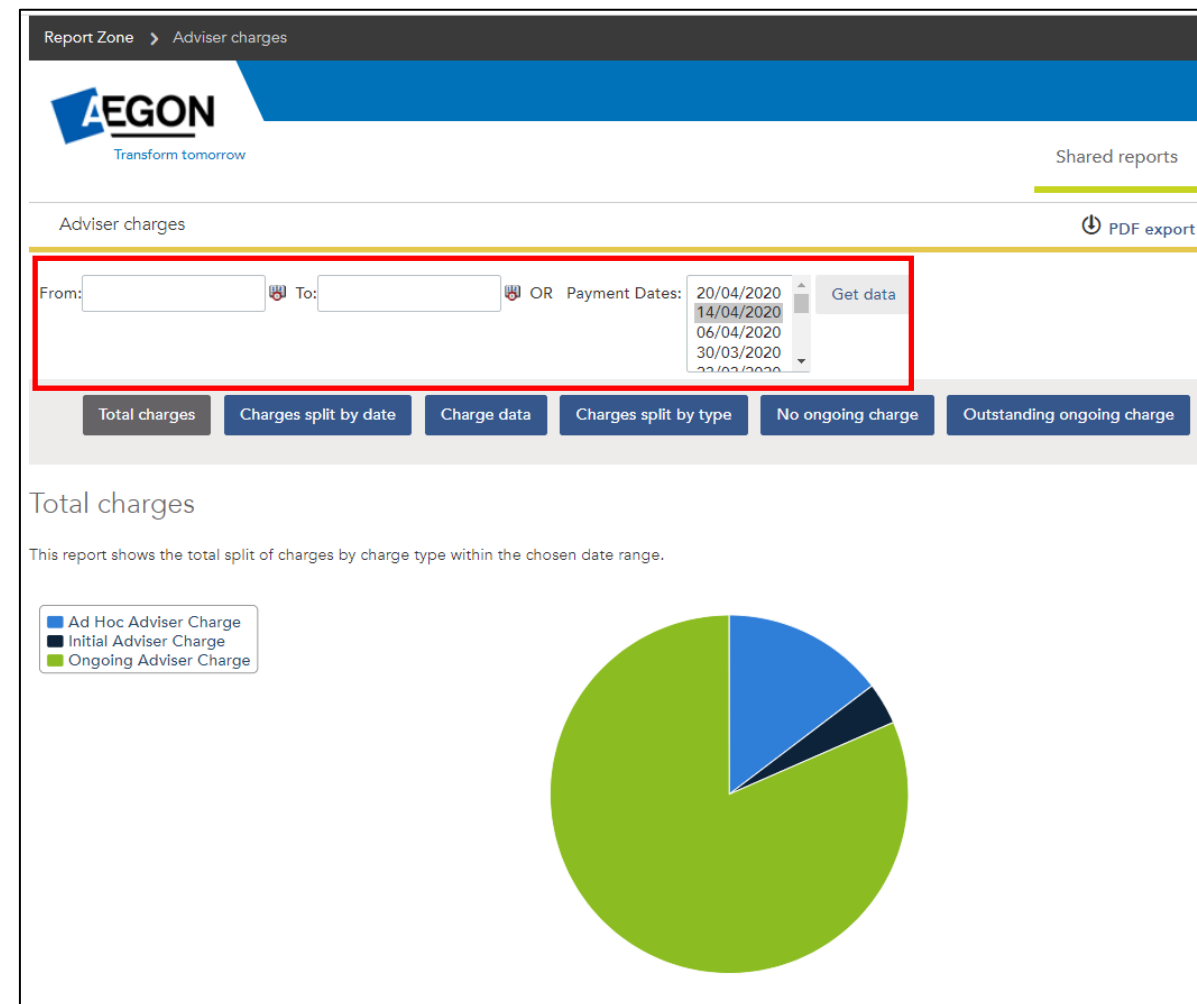 Report Zone > Adviser charges
AEGON
Transform tomorrow
Shared reports
Adviser charges
PDF export
From: To: OR Payment Dates: 20/04/2020 Get data
14/04/2020
06/04/2020
30/03/2020
Total charges Charges split by date Charge data Charges split by type No ongoing charge Outstanding ongoing charge
Total charges
This report shows the total split of charges by charge type within the chosen date range.
Ad Hoc Adviser Charge
Initial Adviser Charge
Ongoing Adviser Charge